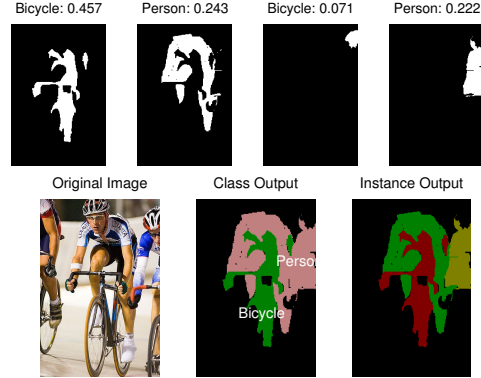 Bicycle: 0.457
Person: 0.243
Bicycle: 0.071
Person: 0.222
Original Image
Class Output
Instance Output
Perso
Bicycle